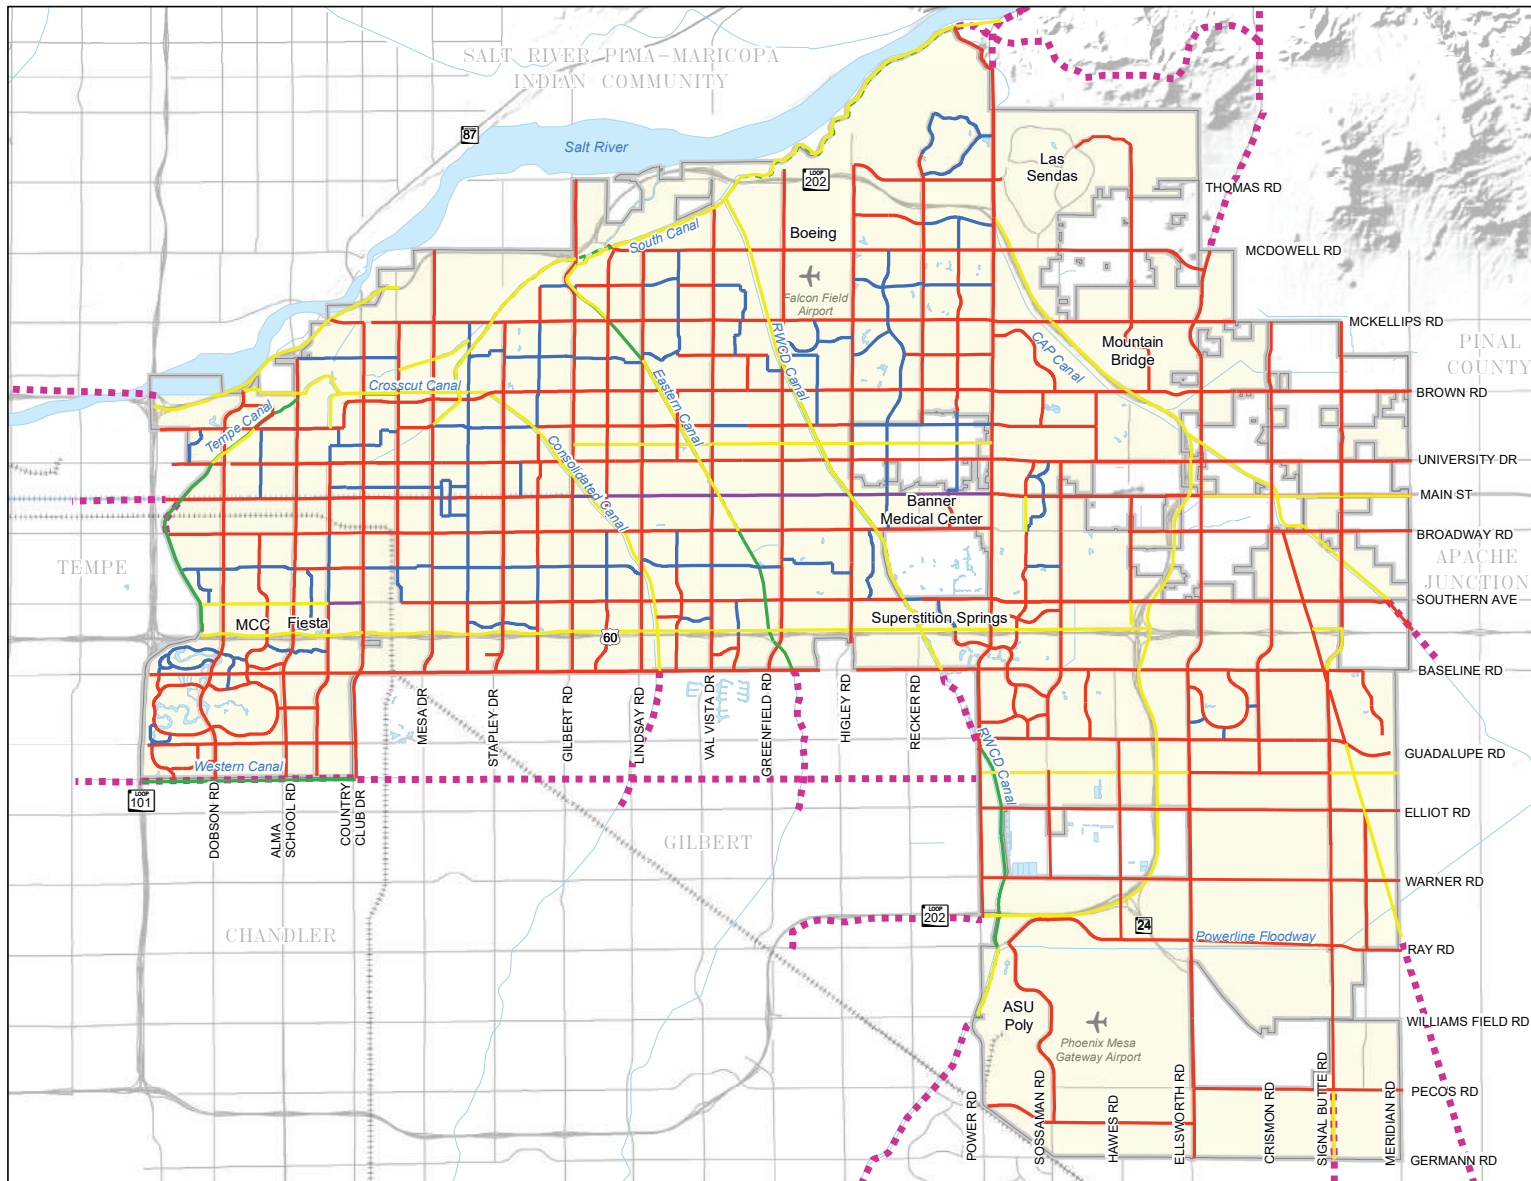 SALT RIVER PIMA-MARICOPA
INDIAN COMMUNITY
87
Salt River
LOOP
202
Las
Sendas
THOMAS RD
Boeing
South Canal
MCDOWELL RD
Falcon Field
Airport
MCKELLIPS RD
RWCD Canal
CAP Canal
Mountain
Bridge
PINAL
COUNTY
Crosscut Canal
Eastern Canal
BROWN RD
Tempe Canal
Consolidated Canal
UNIVERSITY DR
MAIN ST
Banner
Medical Center
BROADWAY RD
TEMPE
APACHE
JUNCTION
SOUTHERN AVE
MCC
Fiesta
Superstition Springs
60
BASELINE RD
MESA DR
STAPLEY DR
GILBERT RD
LINDSAY RD
VAL VISTA DR
GREENFIELD RD
HIGLEY RD
RECKER RD
RWCD Canal
GUADALUPE RD
Western Canal
LOOP
101
DOBSON RD
ALMA
SCHOOL RD
COUNTRY
CLUB DR
ELLIOT RD
GILBERT
WARNER RD
LOOP
202
24
CHANDLER
Powerline Floodway
RAY RD
ASU
Poly
WILLIAMS FIELD RD
Phoenix Mesa
Gateway Airport
PECOS RD
POWER RD
SOSSAMAN RD
HAWES RD
ELLSWORTH RD
CRISMON RD
SIGNAL BUTTE RD
MERIDIAN RD
GERMANN RD